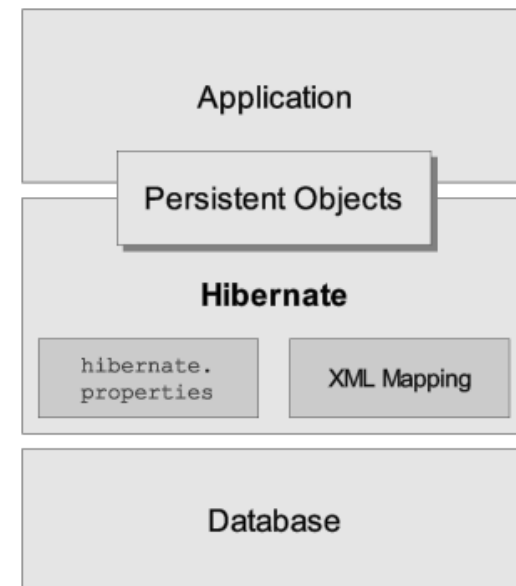 Application
Persistent Objects
Hibernate
hibernate.
properties
XML Mapping
Database